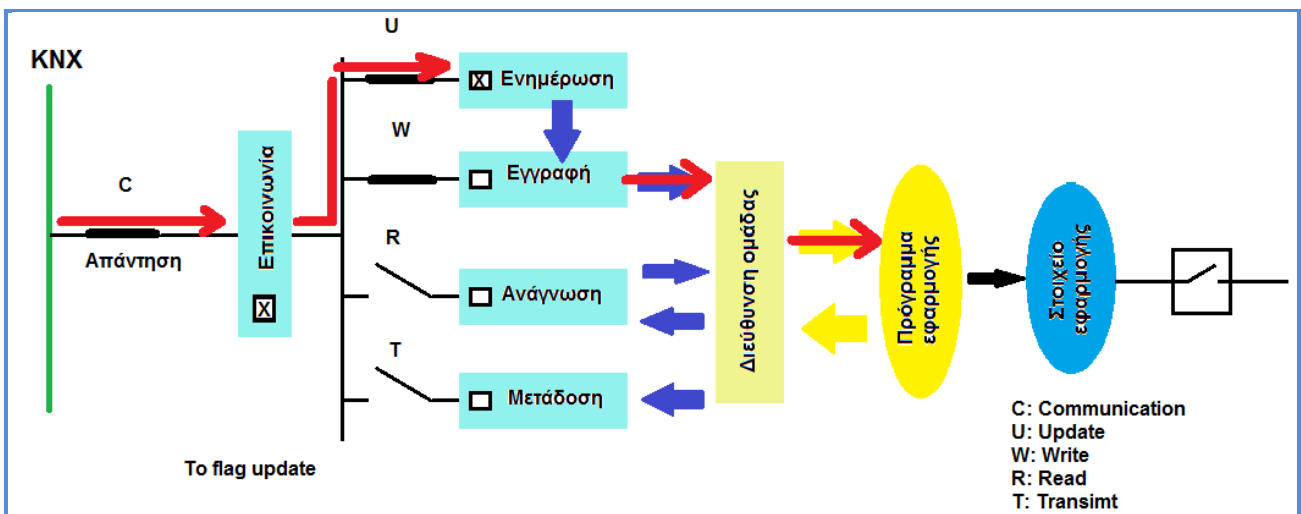 U
KNX
X Ενημέρωση
W
C
Επικοινωνία
X
Εγγραφή
Απάντηση
R
Ανάγνωση
T
Μετάδοση
Διεύθυνση ομάδας
Πρόγραμμα
εφαρμογής
Στοιχείο
εφαρμογής
Το flag update
C: Communication
U: Update
W: Write
R: Read
T: Transimt